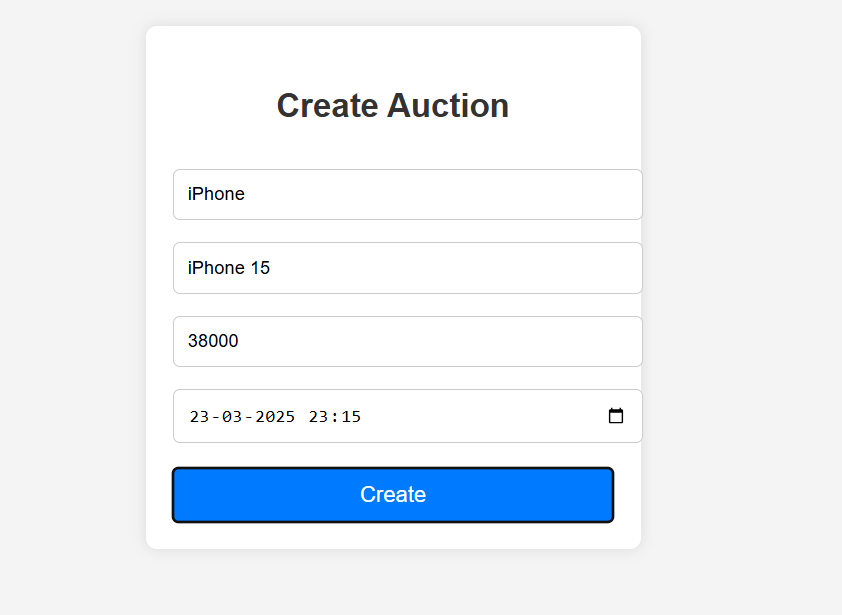 Create Auction
iPhone
iPhone 15
38000
23-03-2025 23:15
Create